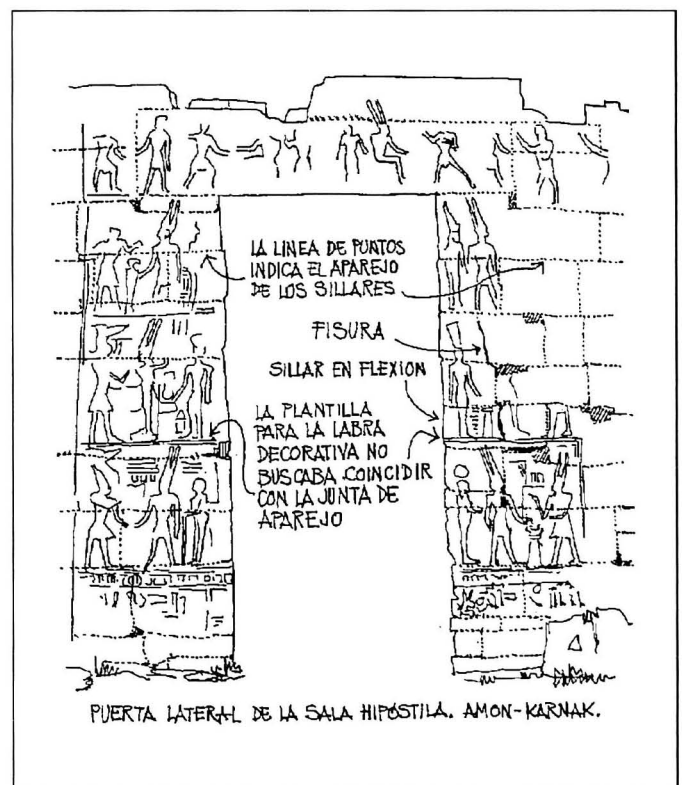 LA LINEA DE PUNTOS
INDICA EL APAREJO
DE LOS SILLARES
FISURA
SILLAR EN FLEXION
LA PLANTILLA
PARA LA LABRA
DECORATIVA NO
BUSCABA COINCIDIR
CON LA JUNTA DE
APAREJO
PUERTA LATERAL DE LA SALA HIPÓSTILA. AMON-KARNAK.